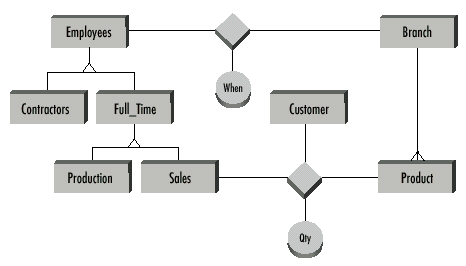 Employees
Branch
When
Contractors
Full_Time
Customer
Production
Sales
Product
Qty